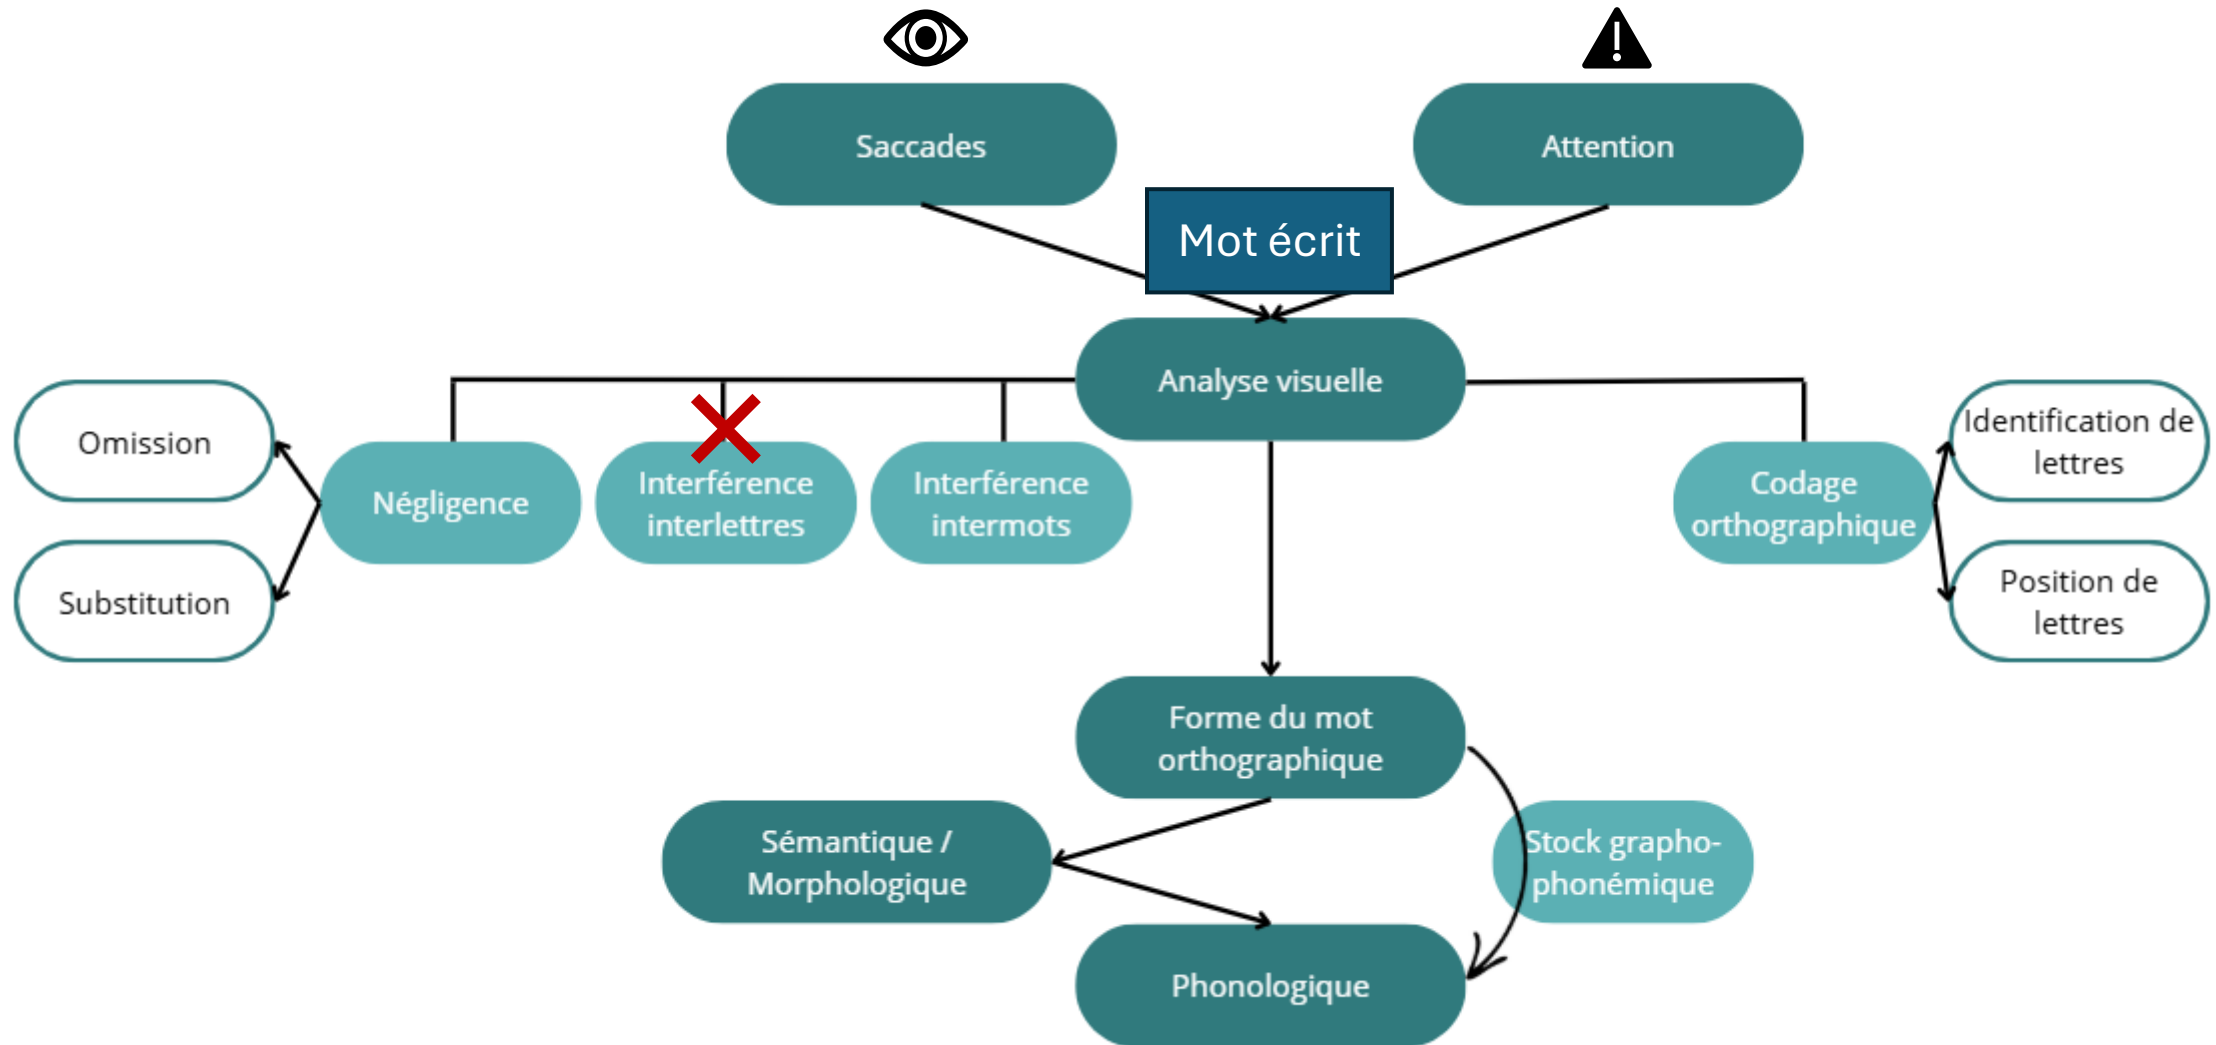 Saccades
Attention
Mot écrit
Analyse visuelle
Omission
Substitution
Négligence
Interférence
interlettres
Interférence
intermots
Codage
orthographique
Identification de
lettres
Position de
lettres
Forme du mot
orthographique
Sémantique /
Morphologique
Stock grapho-
phonémique
Phonologique